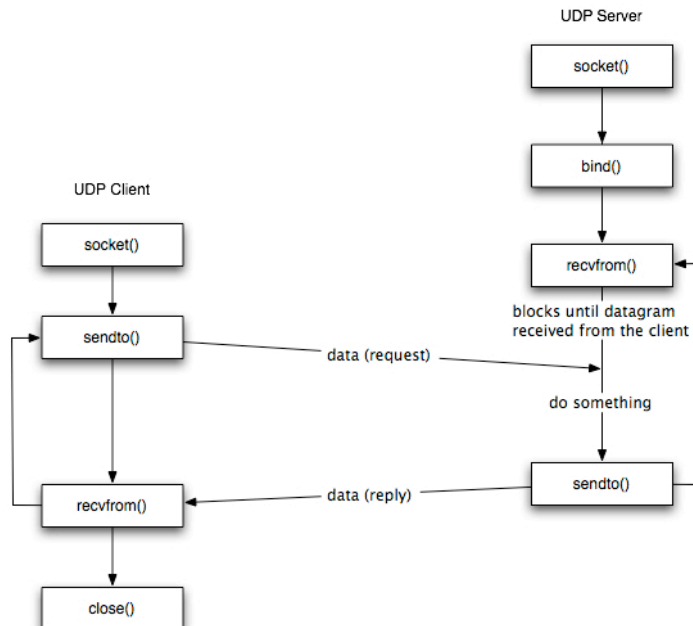 UDP Server
socket()
bind()
UDP Client
socket()
recvfrom()
blocks until datagram
received from the client
sendto()
data (request)
do something
recvfrom()
data (reply)
sendto()
close()